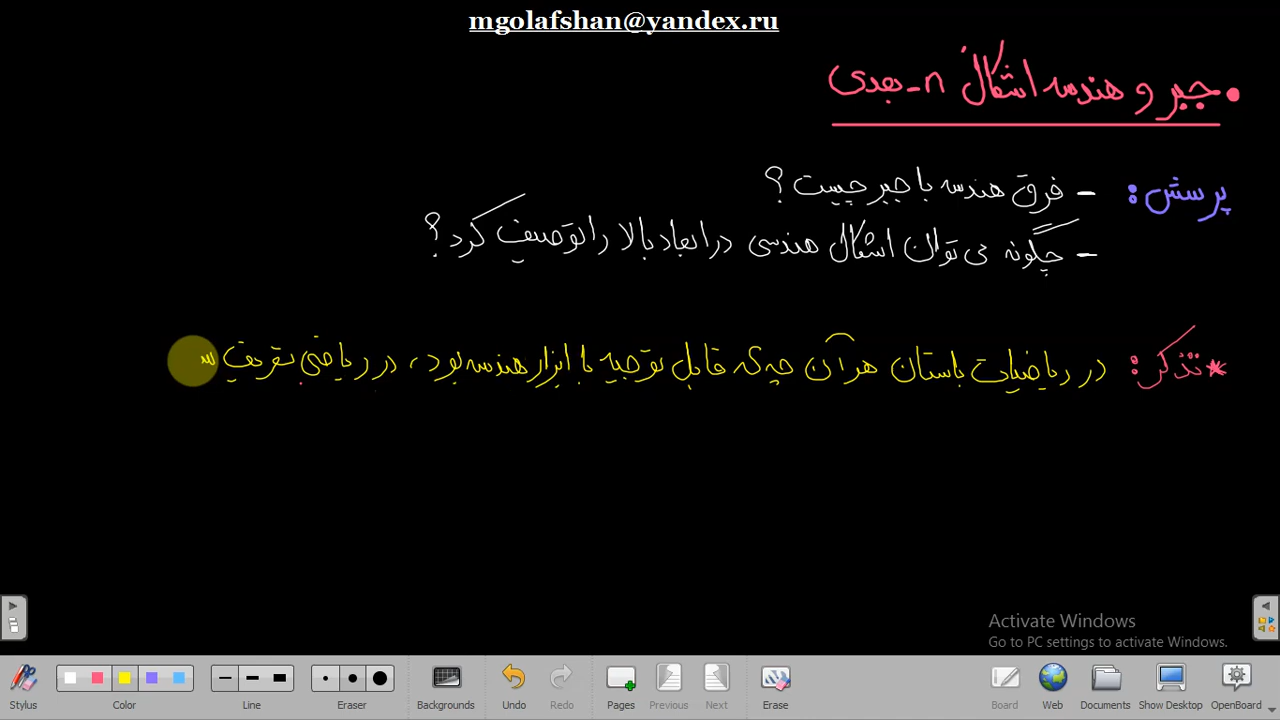 mgolafshan@yandex.ru
• جبر و هندسه اشکال n-بعدی
پرسش: - فرق هندسه با جبر چیست؟
- چگونه می توان اشکال هندسی در ابعاد بالا را توصیف کرد؟
* تذکر: در ریاضیات باستان هر آن چه که قابل توجیه با ابزار هندسه بود، در ریاضی تعریف
Activate Windows
Go to PC settings to activate Windows.
Stylus Color Line Eraser Backgrounds Undo Redo Pages Previous Next Erase Board Web Documents Show Desktop OpenBoard